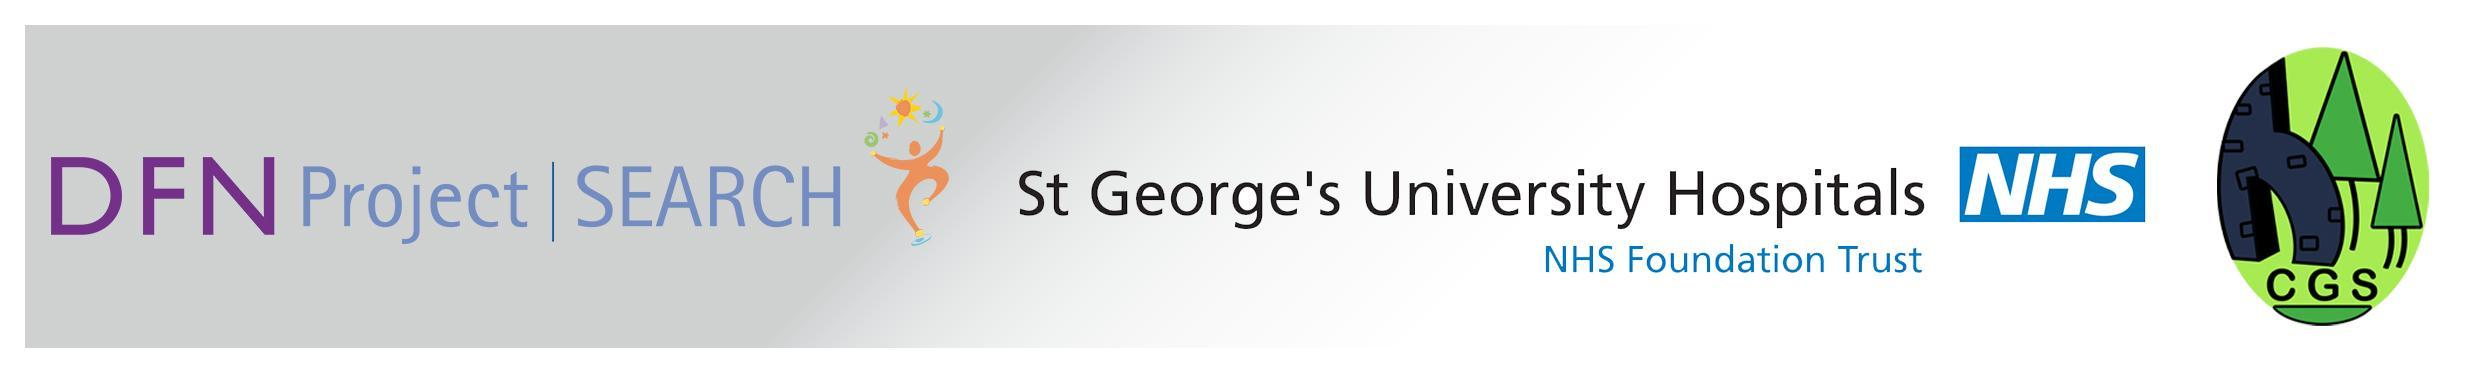 DFN Project | SEARCH
St George's University Hospitals NHS
NHS Foundation Trust
CGS